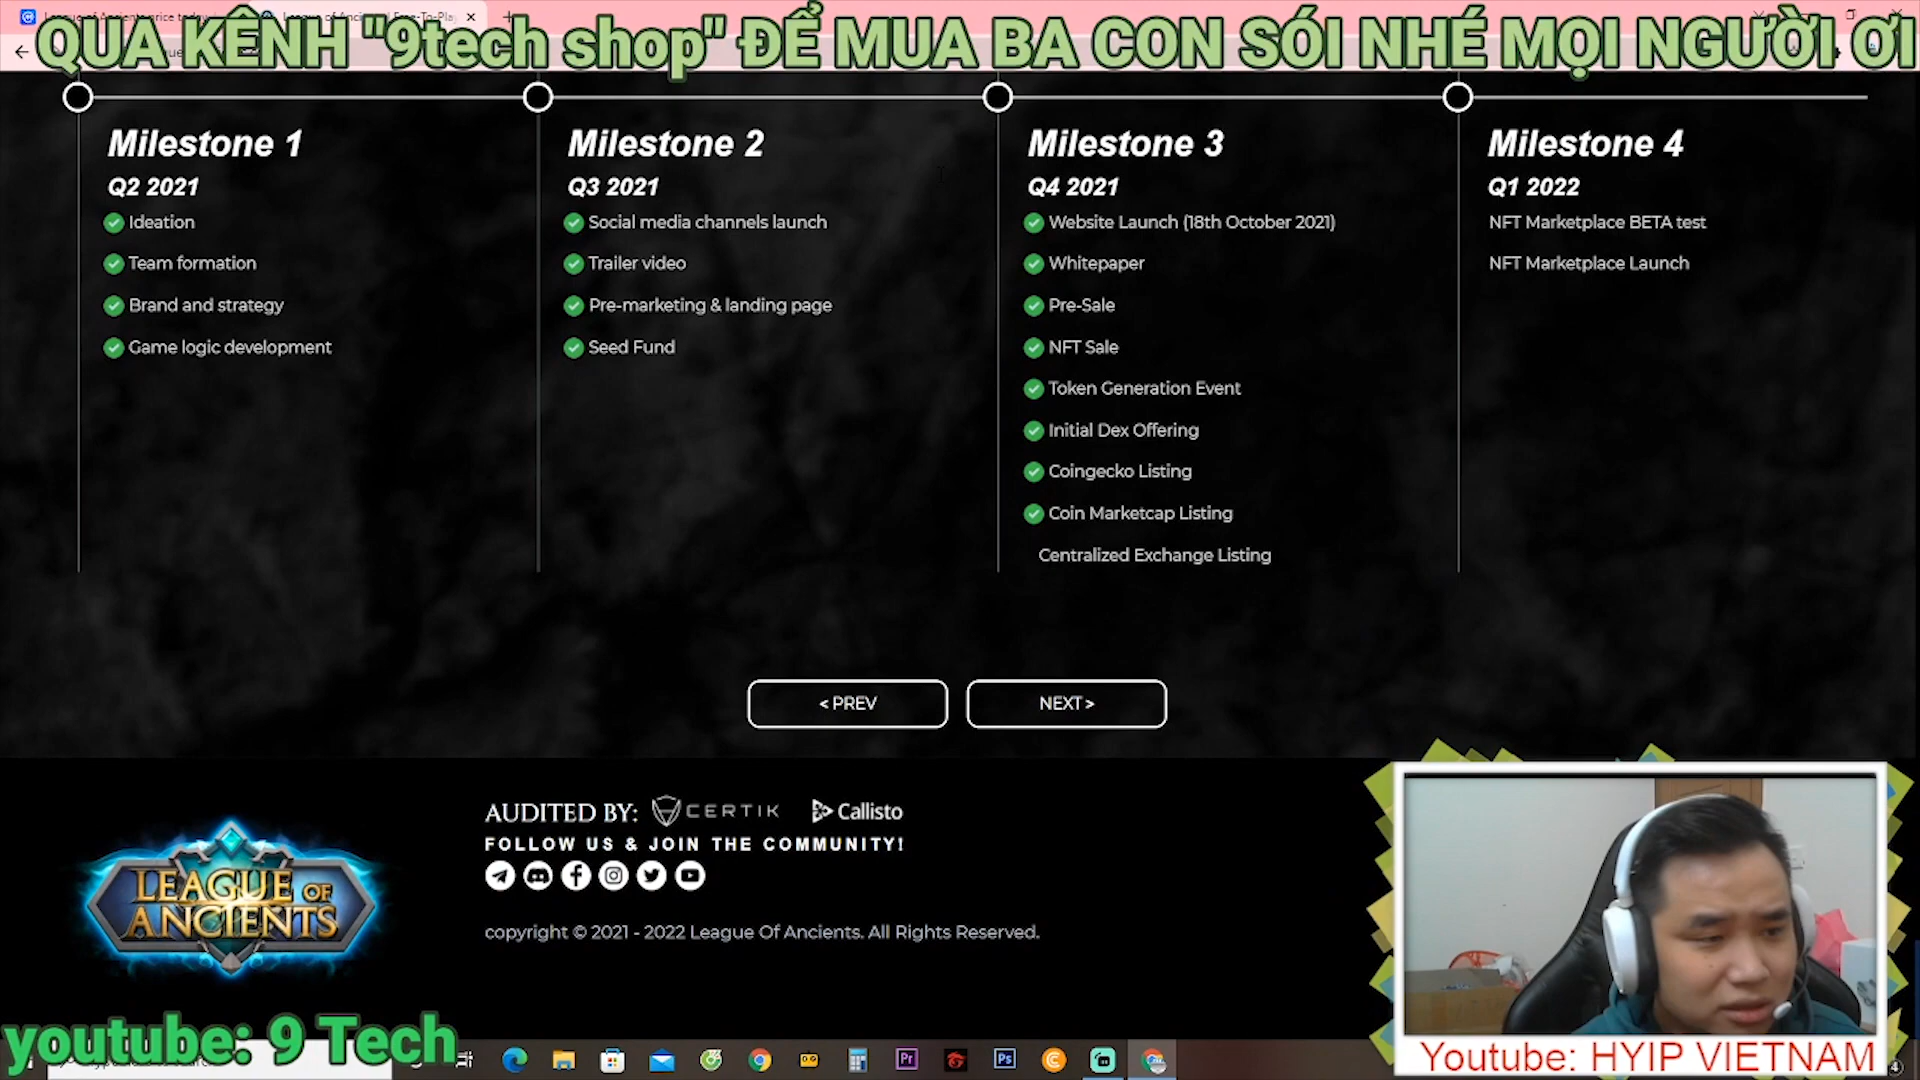 QUA KÊNH "9tech shop" ĐỂ MUA BA CON SÓI NHÉ MỌI NGƯỜI ƠI
Milestone 1
Q2 2021
Ideation
Team formation
Brand and strategy
Game logic development
Milestone 2
Q3 2021
Social media channels launch
Trailer video
Pre-marketing & landing page
Seed Fund
Milestone 3
Q4 2021
Website Launch (18th October 2021)
Whitepaper
Pre-Sale
NFT Sale
Token Generation Event
Initial Dex Offering
Coingecko Listing
Coin Marketcap Listing
Centralized Exchange Listing
Milestone 4
Q1 2022
NFT Marketplace BETA test
NFT Marketplace Launch
< PREV
NEXT >
LEAGUE OF
ANCIENTS
AUDITED BY: CERTIK Callisto
FOLLOW US & JOIN THE COMMUNITY!
copyright © 2021 - 2022 League Of Ancients. All Rights Reserved.
youtube: 9 Tech
Pr
Ps
Youtube: HYIP VIETNAM